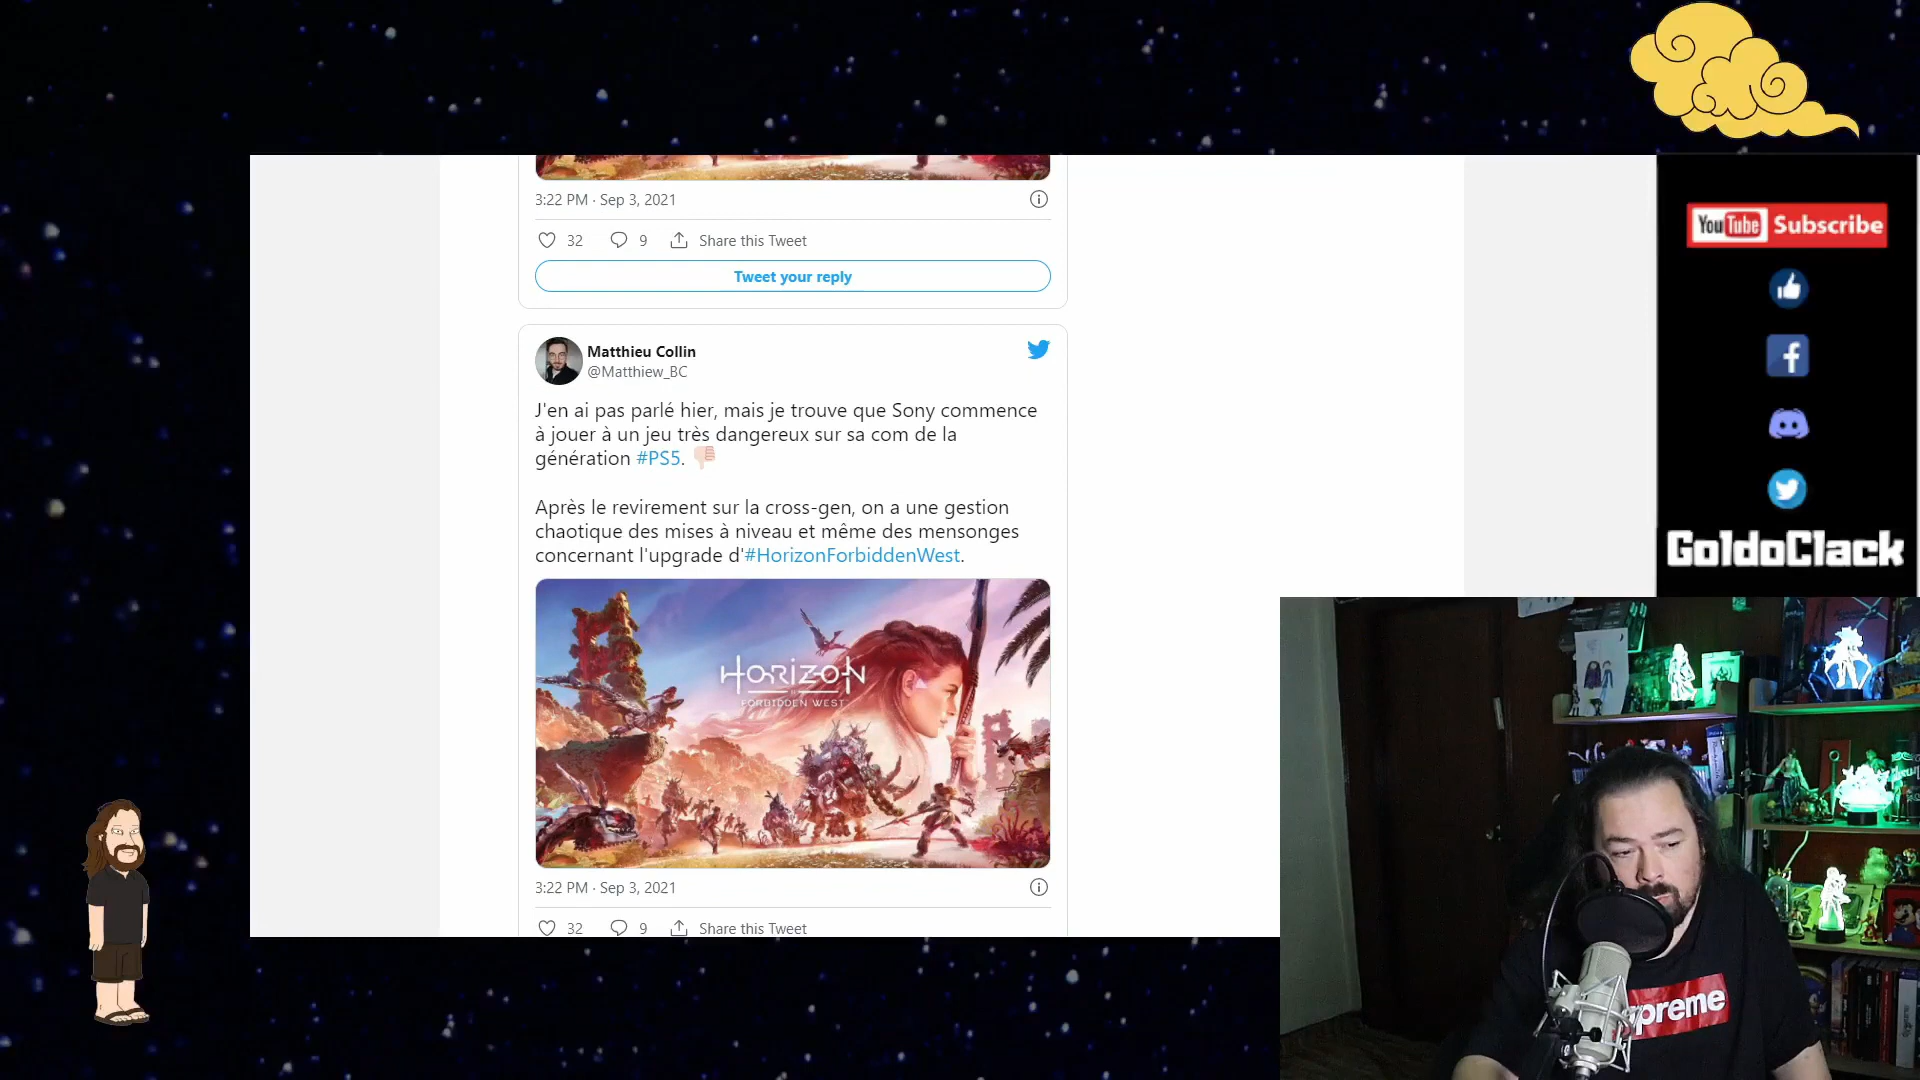 3:22 PM · Sep 3, 2021
32 9 Share this Tweet
Tweet your reply
Matthieu Collin
@Matthiew_BC
J'en ai pas parlé hier, mais je trouve que Sony commence
à jouer à un jeu très dangereux sur sa com de la
génération #PS5.
Après le revirement sur la cross-gen, on a une gestion
chaotique des mises à niveau et même des mensonges
concernant l'upgrade d'#HorizonForbiddenWest.
HORIZON
FORBIDDEN WEST
3:22 PM · Sep 3, 2021
32 9 Share this Tweet
YouTube Subscribe
GoldoClack
preme